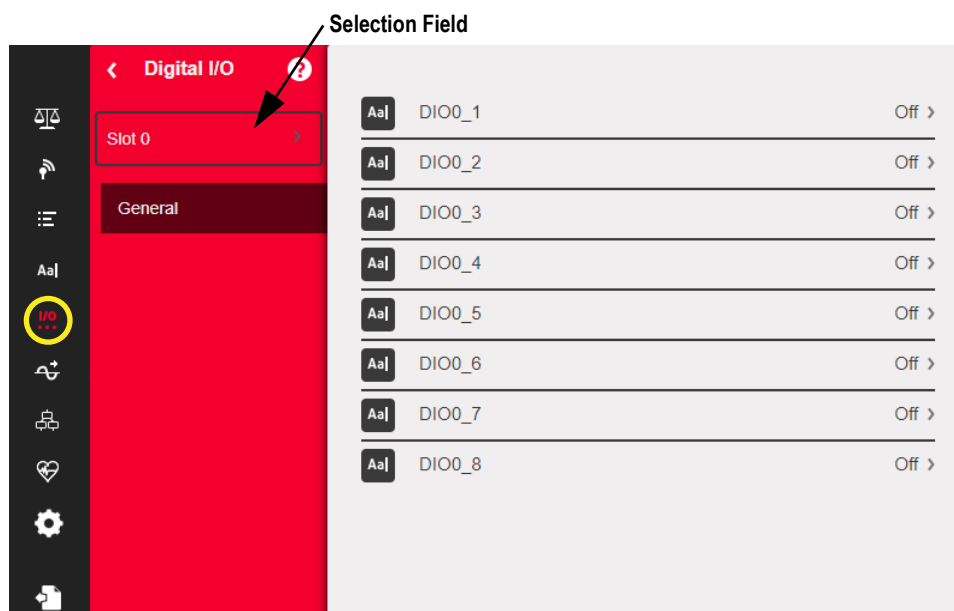 Selection Field
Digital I/O ?
Slot 0
General
Aa
I/O
Aa DIO0_1 Off
Aa DIO0_2 Off
Aa DIO0_3 Off
Aa DIO0_4 Off
Aa DIO0_5 Off
Aa DIO0_6 Off
Aa DIO0_7 Off
Aa DIO0_8 Off